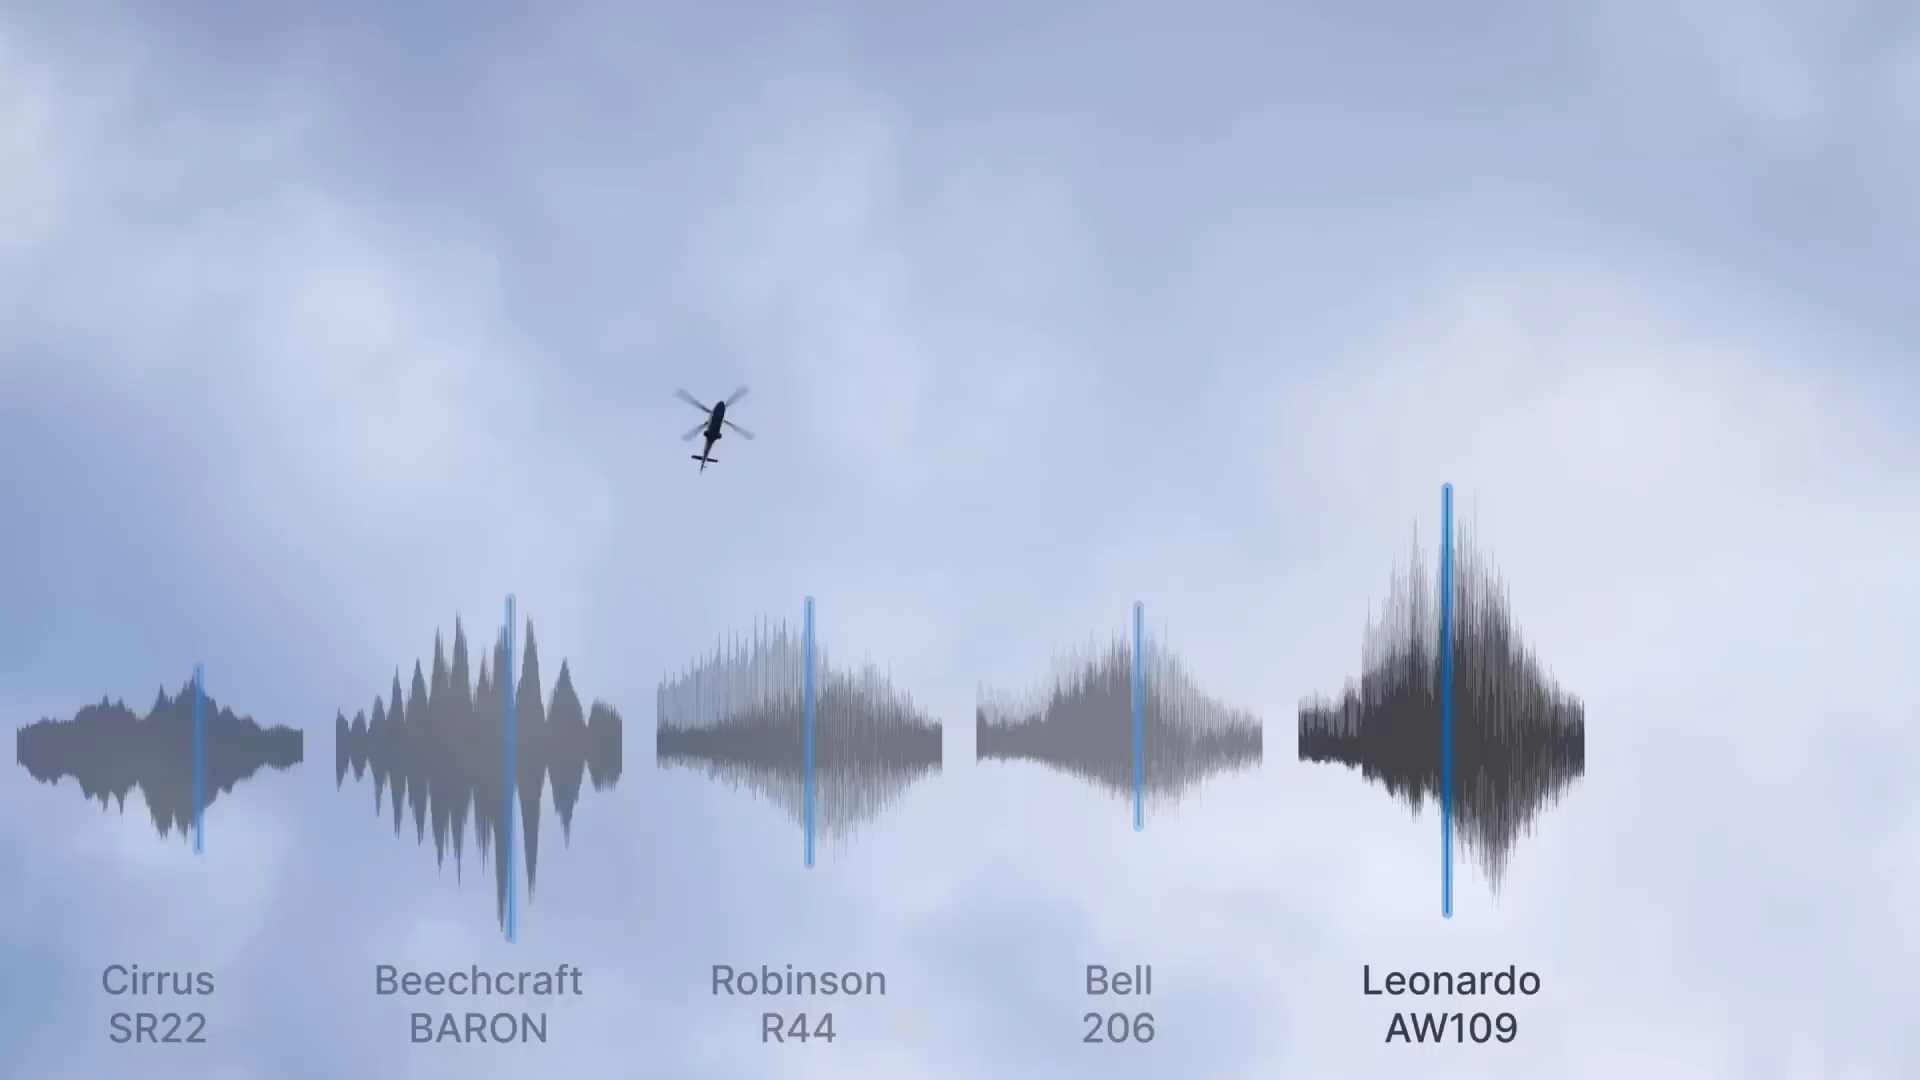 Cirrus
SR22
Beechcraft
BARON
Robinson
R44
Bell
206
Leonardo
AW109